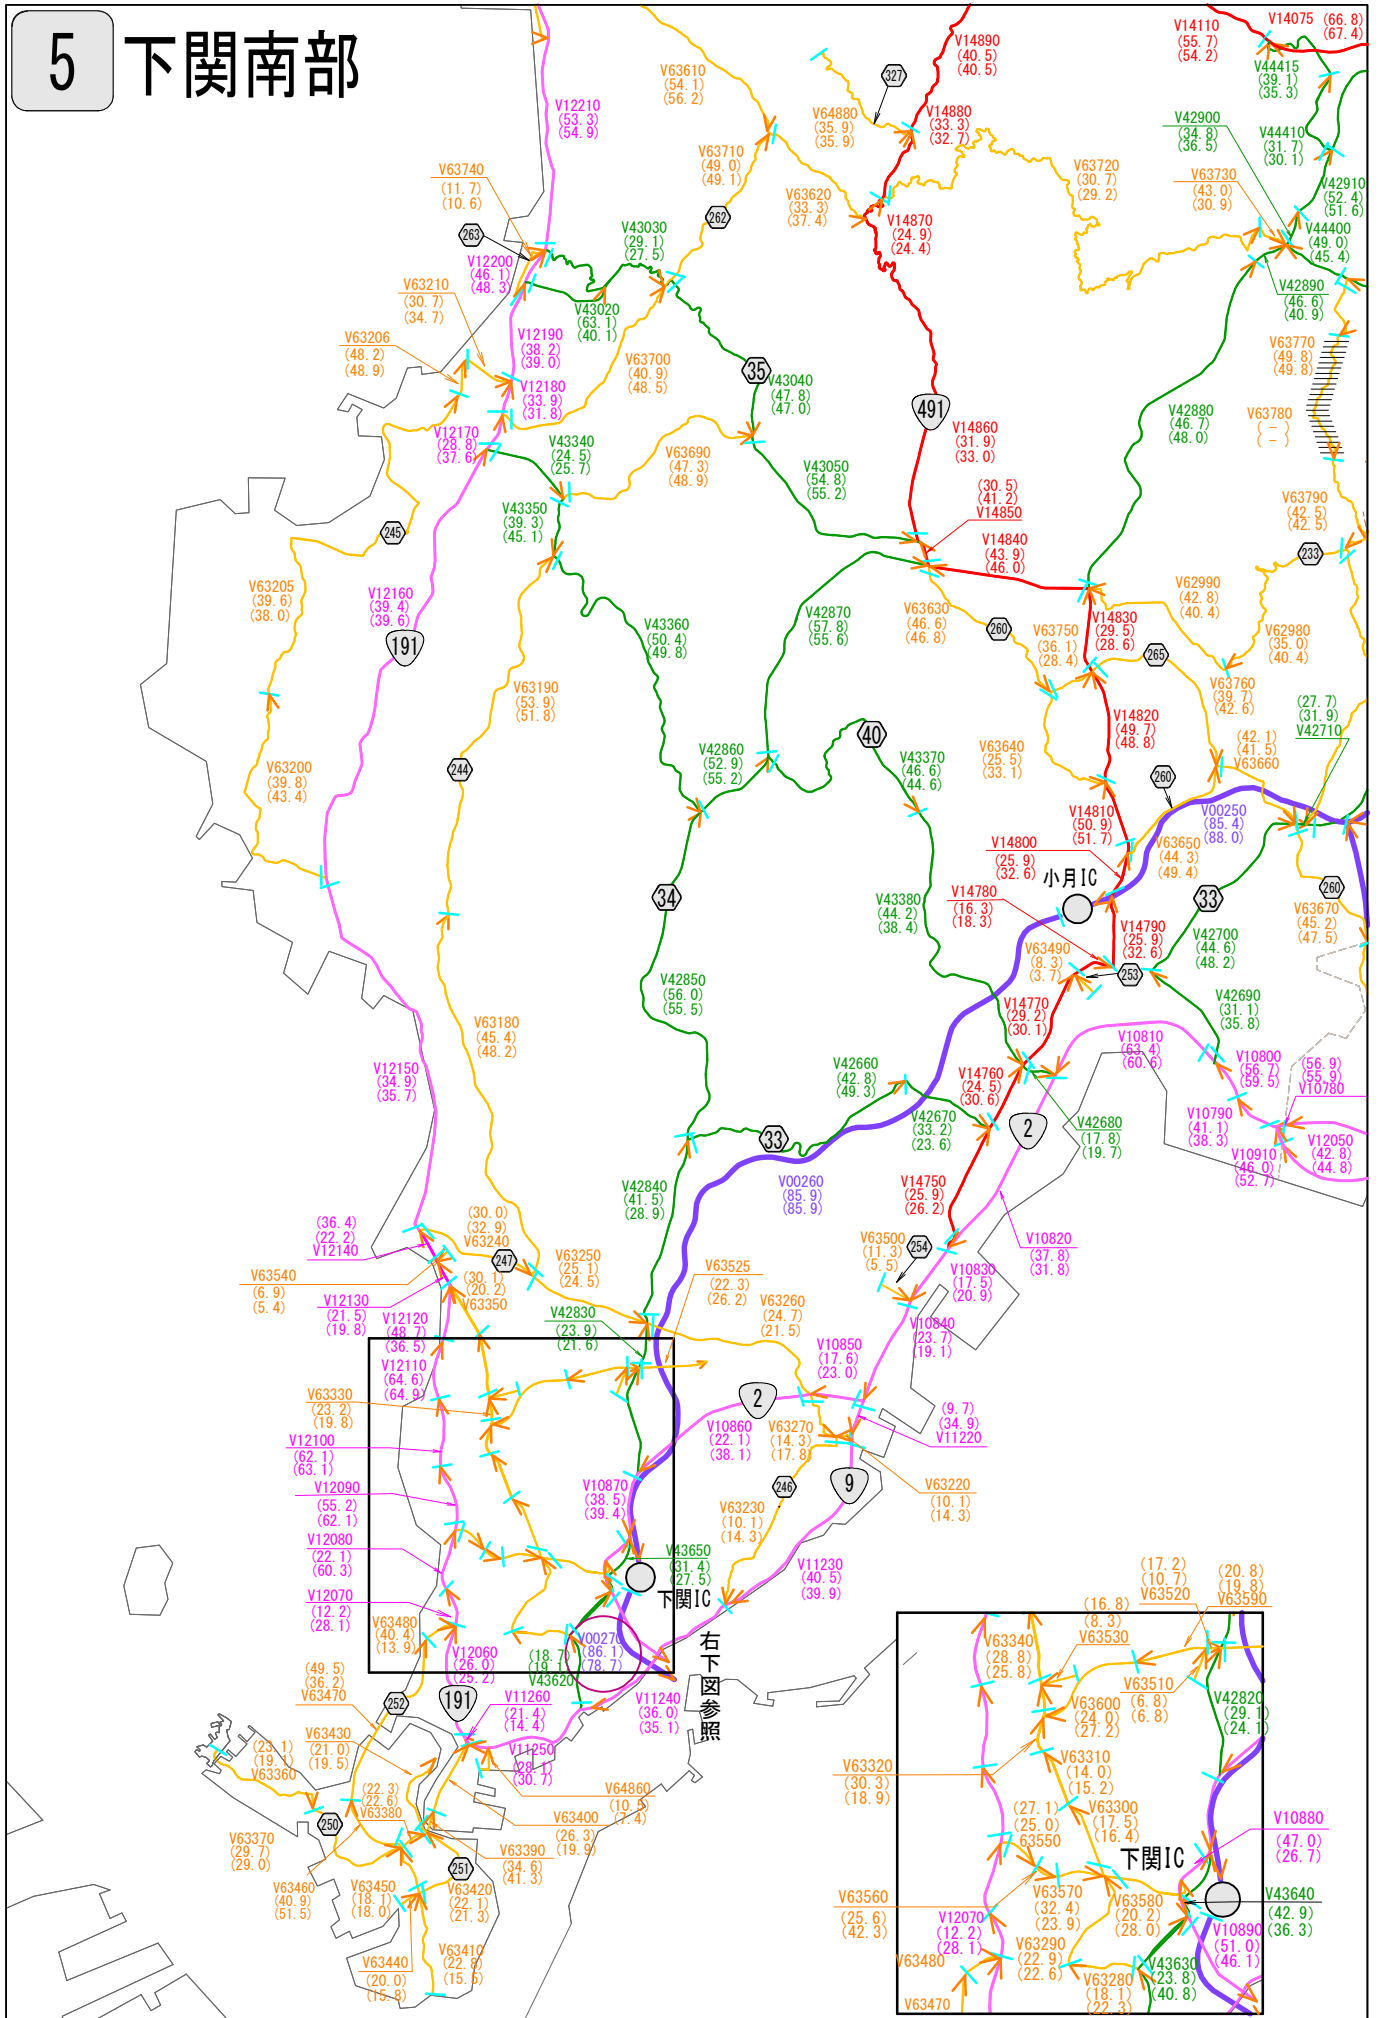 5 下関南部
V14890
(40.5)
(40.5)
V14110
(55.7)
(54.2)
V14075 (66.8)
(67.4)
V63610
(54.1)
(56.2)
327
V44415
(39.1)
(35.3)
V12210
(53.3)
(54.9)
V64880
(35.9)
(35.9)
V14880
(33.3)
(32.7)
V42900
(34.8)
(36.5)
V44410
(31.7)
(30.1)
V63710
(49.0)
(49.1)
V63740
(11.7)
(10.6)
V63720
(30.7)
(29.2)
V63730
(43.0)
(30.9)
V42910
(52.4)
(51.6)
V63620
(33.3)
(37.4)
262
263
V43030
(29.1)
(27.5)
V14870
(24.9)
(24.4)
V44400
(49.0)
(45.4)
V12200
(46.1)
(48.3)
V63210
(30.7)
(34.7)
V43020
(63.1)
(40.1)
V42890
(46.6)
(40.9)
V63206
(48.2)
(48.9)
V12190
(38.2)
(39.0)
V63700
(40.9)
(48.5)
35
V43040
(47.8)
(47.0)
V63770
(49.8)
(49.8)
V12180
(33.9)
(31.8)
491
V42880
(46.7)
(48.0)
V63780
( - )
( - )
V12170
(28.8)
(37.6)
V43340
(24.5)
(25.7)
V63690
(47.3)
(48.9)
V14860
(31.9)
(33.0)
V43050
(54.8)
(55.2)
(30.5)
(41.2)
V14850
V43350
(39.3)
(45.1)
245
V63790
(42.5)
(42.5)
V14840
(43.9)
(46.0)
233
V63205
(39.6)
(38.0)
V12160
(39.4)
(39.6)
191
V42870
(57.8)
(55.6)
V63630
(46.6)
(46.8)
V62990
(42.8)
(40.4)
V43360
(50.4)
(49.8)
260
V63750
(36.1)
(28.4)
V14830
(29.5)
(28.6)
V62980
(35.0)
(40.4)
265
V63190
(53.9)
(51.8)
V63760
(39.7)
(42.6)
(27.7)
(31.9)
V42710
V14820
(49.7)
(48.8)
40
V42860
(52.9)
(55.2)
V63640
(25.5)
(33.1)
(42.1)
(41.5)
V63660
V63200
(39.8)
(43.4)
244
V43370
(46.6)
(44.6)
260
V14810
(50.9)
(51.7)
V00250
(85.4)
(88.0)
V14800
(25.9)
(32.6)
V63650
(44.3)
(49.4)
小月IC
34
V43380
(44.2)
(38.4)
V14780
(16.3)
(18.3)
33
260
V63670
(45.2)
(47.5)
V14790
(25.9)
(32.6)
V42700
(44.6)
(48.2)
V63490
(8.3)
(3.7)
253
V42850
(56.0)
(55.5)
V14770
(29.2)
(30.1)
V42690
(31.1)
(35.8)
V63180
(45.4)
(48.2)
V10810
(63.4)
(60.6)
V12150
(34.9)
(35.7)
V42660
(42.8)
(49.3)
V14760
(24.5)
(30.6)
V10800
(56.7)
(59.5)
(56.9)
(55.9)
V10780
V42670
(33.2)
(23.6)
V42680
(17.8)
(19.7)
V10790
(41.1)
(38.3)
33
2
V12050
(42.8)
(44.8)
V10910
(46.0)
(52.7)
V42840
(41.5)
(28.9)
V00260
(85.9)
(85.9)
V14750
(25.9)
(26.2)
(36.4)
(22.2)
V12140
(30.0)
(32.9)
V63240
247
V63250
(25.1)
(24.5)
V63500
(11.3)
(5.5)
254
V10820
(37.8)
(31.8)
V63540
(6.9)
(5.4)
V63525
(22.3)
(26.2)
V10830
(17.5)
(20.9)
(30.1)
(20.2)
V63350
V12130
(21.5)
(19.8)
V12120
(48.7)
(36.5)
V42830
(23.9)
(21.6)
V63260
(24.7)
(21.5)
V10840
(23.7)
(19.1)
V12110
(64.6)
(64.9)
V10850
(17.6)
(23.0)
V63330
(23.2)
(19.8)
2
(9.7)
(34.9)
V11220
V10860
(22.1)
(38.1)
V63270
(14.3)
(17.8)
V12100
(62.1)
(63.1)
V12090
(55.2)
(62.1)
V10870
(38.5)
(39.4)
246
9
V63220
(10.1)
(14.3)
V63230
(10.1)
(14.3)
V12080
(22.1)
(60.3)
V43650
(31.4)
(27.5)
V11230
(40.5)
(39.9)
下関IC
V12070
(12.2)
(28.1)
V63480
(40.4)
(13.9)
V12060
(26.0)
(25.2)
(18.7)
(19.1)
V43620
V00270
(86.1)
(78.7)
右下図参照
(49.5)
(36.2)
V63470
252
191
V11260
(21.4)
(14.4)
V11240
(36.0)
(35.1)
V63430
(21.0)
(19.5)
(23.1)
(19.1)
V63360
V11250
(28.1)
(30.7)
(22.3)
(22.6)
V63380
V64860
(10.5)
(7.4)
V63400
(26.3)
(19.9)
250
V63370
(29.7)
(29.0)
V63390
(34.6)
(41.3)
251
V63460
(40.9)
(51.5)
V63450
(18.1)
(18.0)
V63420
(22.1)
(21.3)
V63440
(20.0)
(15.8)
V63410
(22.8)
(15.5)
(17.2)
(10.7)
V63520
(20.8)
(19.8)
V63590
(16.8)
(8.3)
V63530
V63340
(28.8)
(25.8)
V63510
(6.8)
(6.8)
V63600
(24.0)
(27.2)
V42820
(29.1)
(24.1)
V63320
(30.3)
(18.9)
V63310
(14.0)
(15.2)
V63300
(17.5)
(16.4)
(27.1)
(25.0)
V63550
V10880
(47.0)
(26.7)
下関IC
V63560
(25.6)
(42.3)
V63570
(32.4)
(23.9)
V63580
(20.2)
(28.0)
V43640
(42.9)
(36.3)
V12070
(12.2)
(28.1)
V63290
(22.9)
(22.6)
V10890
(51.0)
(46.1)
V63480
V43630
(23.8)
(40.8)
V63280
(18.1)
(22.3)
V63470